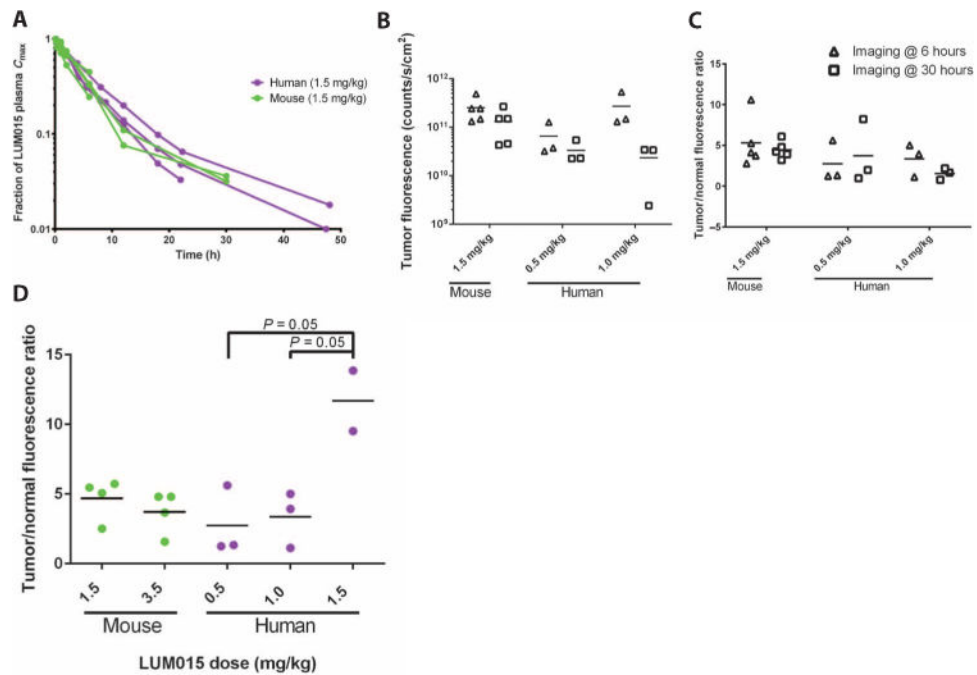 A
Fraction of LUM015 plasma Cmax
1
0.1
0.01
0
10
20
30
40
50
Time (h)
Human (1.5 mg/kg)
Mouse (1.5 mg/kg)
B
Tumor fluorescence (counts/s/cm²)
10¹²
10¹¹
10¹⁰
10⁹
1.5 mg/kg
0.5 mg/kg
1.0 mg/kg
Mouse
Human
C
Imaging @ 6 hours
Imaging @ 30 hours
Tumor/normal fluorescence ratio
15
10
5
0
−5
1.5 mg/kg
0.5 mg/kg
1.0 mg/kg
Mouse
Human
D
P = 0.05
P = 0.05
Tumor/normal fluorescence ratio
15
10
5
0
1.5
3.5
0.5
1.0
1.5
Mouse
Human
LUM015 dose (mg/kg)